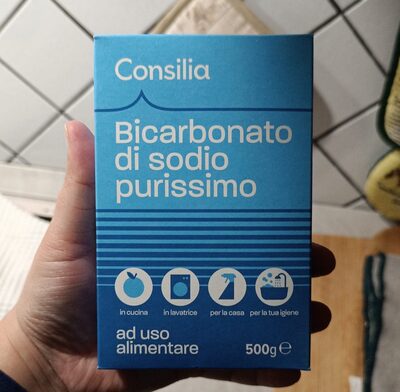 Consilia
Bicarbonato
di sodio
purissimo
in cucina in lavatrice per la casa per la tua igiene
ad uso
alimentare 500g ℮